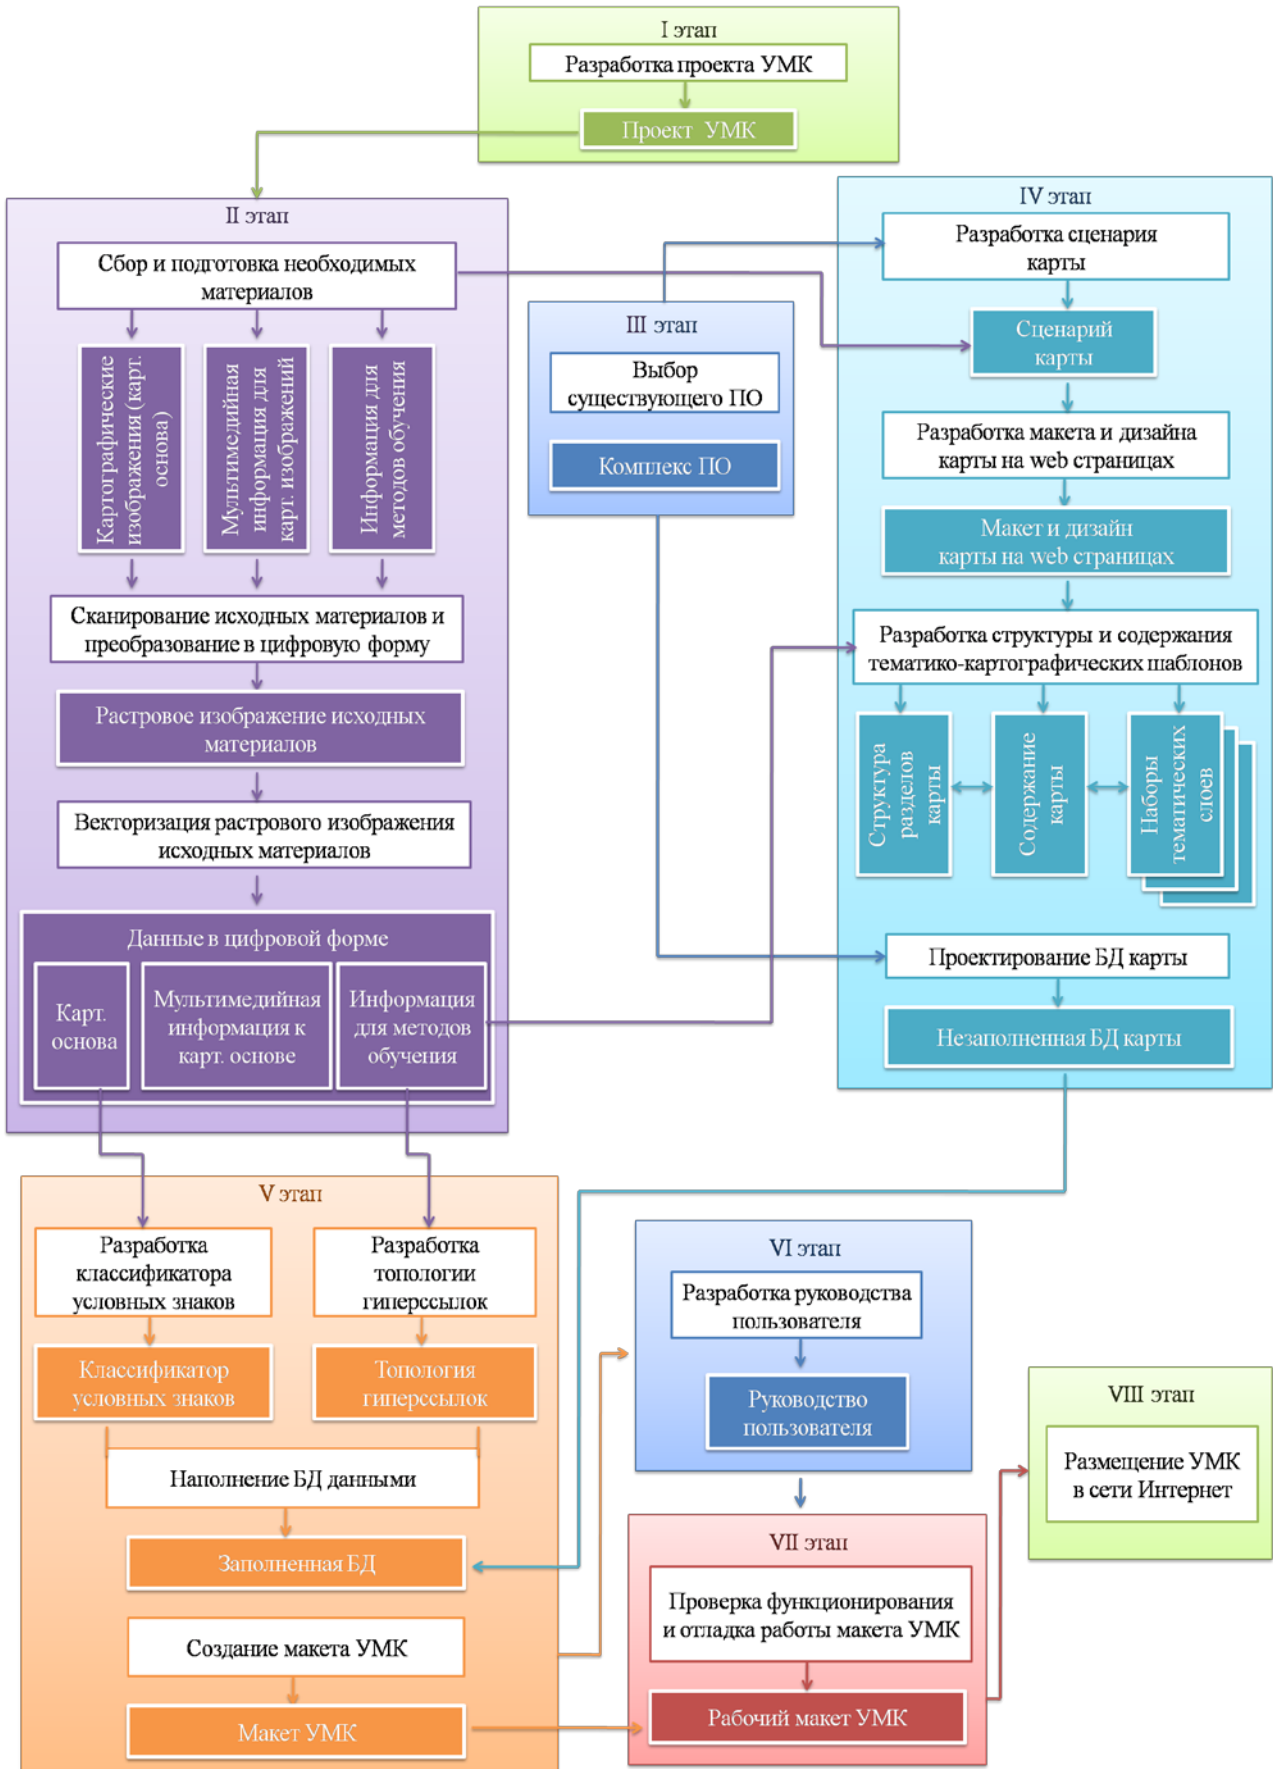 I этап
Разработка проекта УМК
Проект УМК
II этап
Сбор и подготовка необходимых
материалов
Картографические
изображения (карт.
основа)
Мультимедийная
информация для
карт. изображений
Информация для
методов обучения
Сканирование исходных материалов и
преобразование в цифровую форму
Растровое изображение исходных
материалов
Векторизация растрового изображения
исходных материалов
Данные в цифровой форме
Карт.
основа
Мультимедийная
информация к
карт. основе
Информация
для методов
обучения
III этап
Выбор
существующего ПО
Комплекс ПО
IV этап
Разработка сценария
карты
Сценарий
карты
Разработка макета и дизайна
карты на web страницах
Макет и дизайн
карты на web страницах
Разработка структуры и содержания
тематико-картографических шаблонов
Структура
разделов
карты
Содержание
карты
Наборы
тематических
слоев
Проектирование БД карты
Незаполненная БД карты
V этап
Разработка
классификатора
условных знаков
Разработка
топологии
гиперссылок
Классификатор
условных знаков
Топология
гиперссылок
Наполнение БД данными
Заполненная БД
Создание макета УМК
Макет УМК
VI этап
Разработка руководства
пользователя
Руководство
пользователя
VII этап
Проверка функционирования
и отладка работы макета УМК
Рабочий макет УМК
VIII этап
Размещение УМК
в сети Интернет